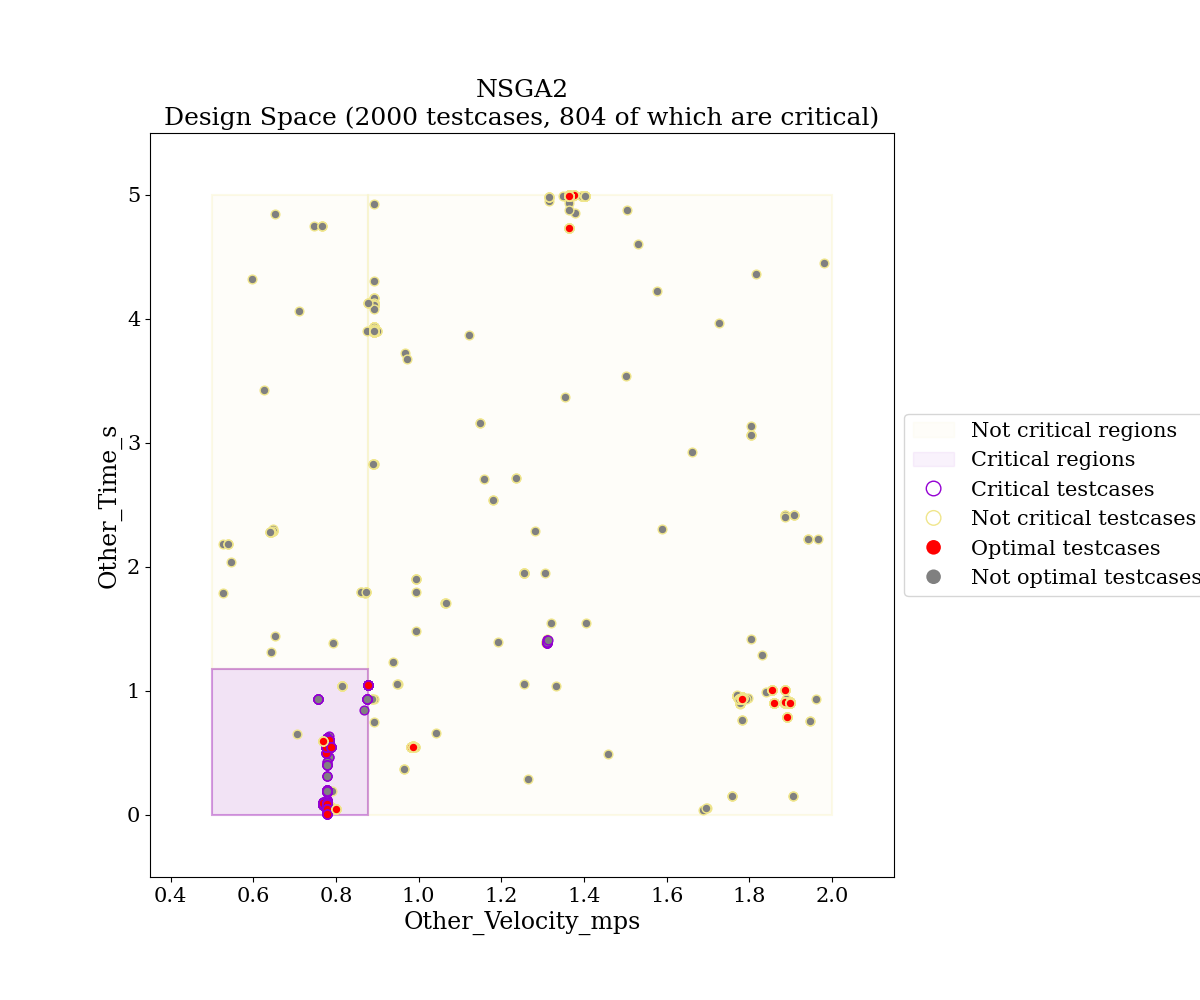 NSGA2
Design Space (2000 testcases, 804 of which are critical)
Other_Time_s
5
4
3
2
1
0
0.4 0.6 0.8 1.0 1.2 1.4 1.6 1.8 2.0
Other_Velocity_mps
Not critical regions
Critical regions
Critical testcases
Not critical testcases
Optimal testcases
Not optimal testcases